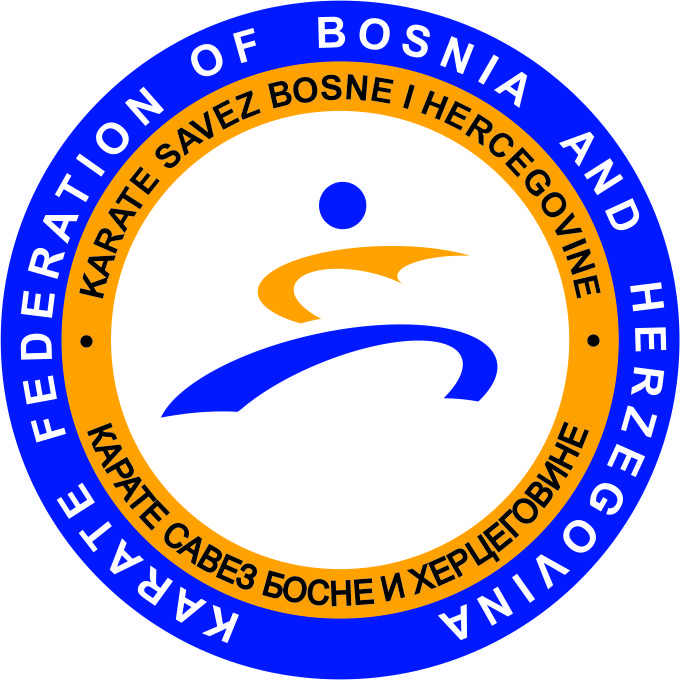 KARATE FEDERATION OF BOSNIA AND HERZEGOVINA
KARATE SAVEZ BOSNE I HERCEGOVINE
КАРАТЕ САВЕЗ БОСНЕ И ХЕРЦЕГОВИНЕ